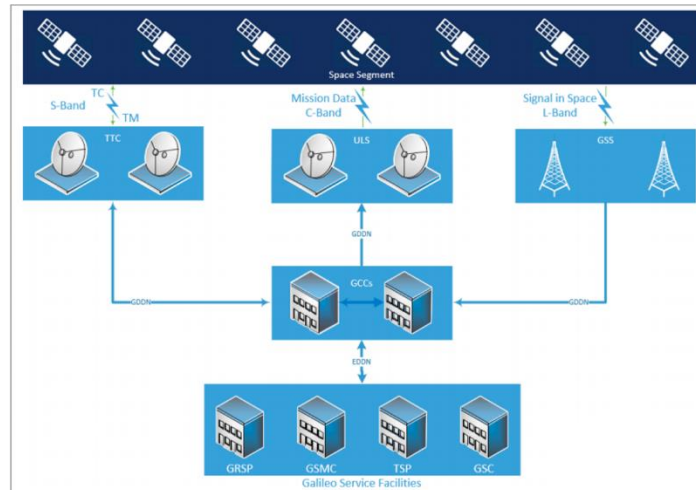 Space Segment
TC
S-Band
TM
Mission Data
C-Band
Signal in Space
L-Band
TTC
ULS
GSS
GDDN
GCCs
GDDN
GDDN
EDDN
GRSP
GSMC
TSP
GSC
Galileo Service Facilities